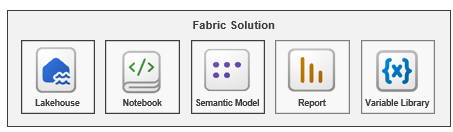 Fabric Solution
Lakehouse
Notebook
Semantic Model
Report
Variable Library